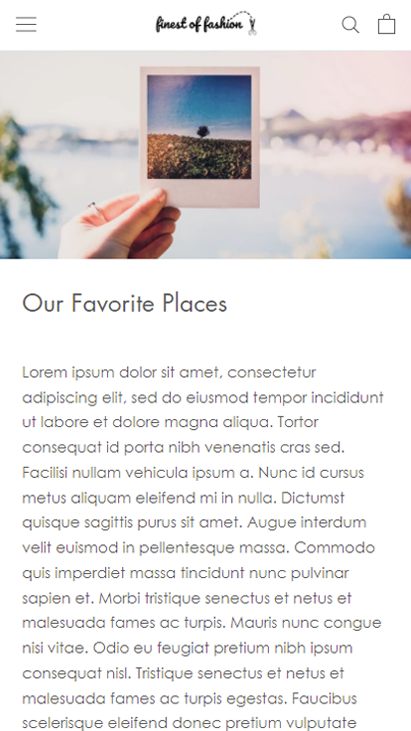 finest of fashion
Our Favorite Places
Lorem ipsum dolor sit amet, consectetur
adipiscing elit, sed do eiusmod tempor incididunt
ut labore et dolore magna aliqua. Tortor
consequat id porta nibh venenatis cras sed.
Facilisi nullam vehicula ipsum a. Nunc id cursus
metus aliquam eleifend mi in nulla. Dictumst
quisque sagittis purus sit amet. Augue interdum
velit euismod in pellentesque massa. Commodo
quis imperdiet massa tincidunt nunc pulvinar
sapien et. Morbi tristique senectus et netus et
malesuada fames ac turpis. Mauris nunc congue
nisi vitae. Odio eu feugiat pretium nibh ipsum
consequat nisl. Tristique senectus et netus et
malesuada fames ac turpis egestas. Faucibus
scelerisque eleifend donec pretium vulputate